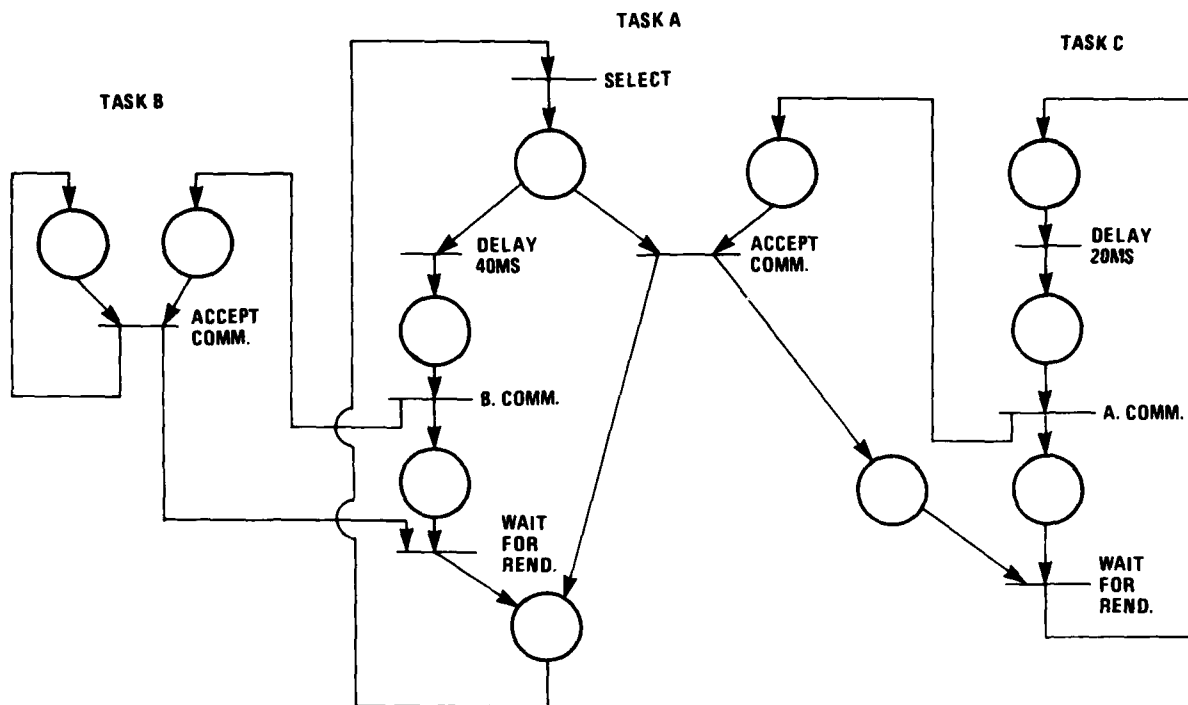 TASK A
TASK C
TASK B
SELECT
DELAY
40MS
ACCEPT
COMM.
DELAY
20MS
ACCEPT
COMM.
B. COMM.
A. COMM.
WAIT
FOR
REND.
WAIT
FOR
REND.